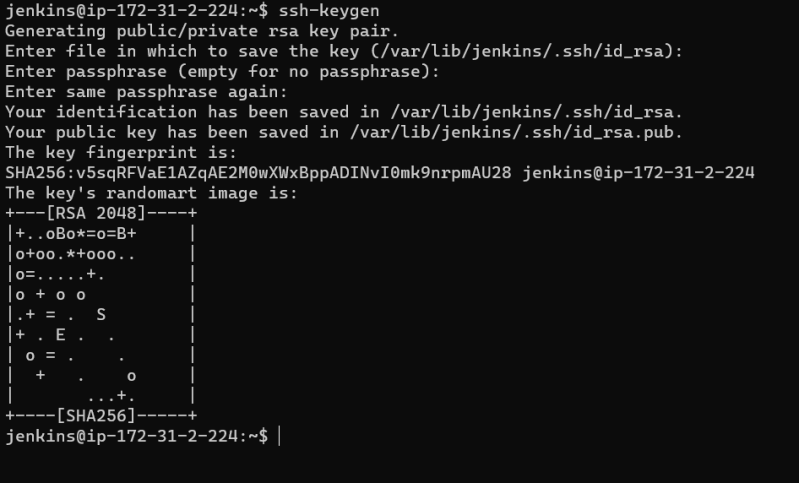 jenkins@ip-172-31-2-224:~$ ssh-keygen
Generating public/private rsa key pair.
Enter file in which to save the key (/var/lib/jenkins/.ssh/id_rsa):
Enter passphrase (empty for no passphrase):
Enter same passphrase again:
Your identification has been saved in /var/lib/jenkins/.ssh/id_rsa.
Your public key has been saved in /var/lib/jenkins/.ssh/id_rsa.pub.
The key fingerprint is:
SHA256:v5sqRFVaE1AZqAE2M0wXWxBppADINvI0mk9nrpmAU28 jenkins@ip-172-31-2-224
The key's randomart image is:
+---[RSA 2048]----+
|+..oBo*=o=B+     |
|o+oo.*+ooo..     |
|o=.....+.        |
|o + o o          |
|.+ = .  S        |
|+ . E .  .       |
| o = .    .      |
|  +   .    o     |
|       ...+.     |
+----[SHA256]-----+
jenkins@ip-172-31-2-224:~$